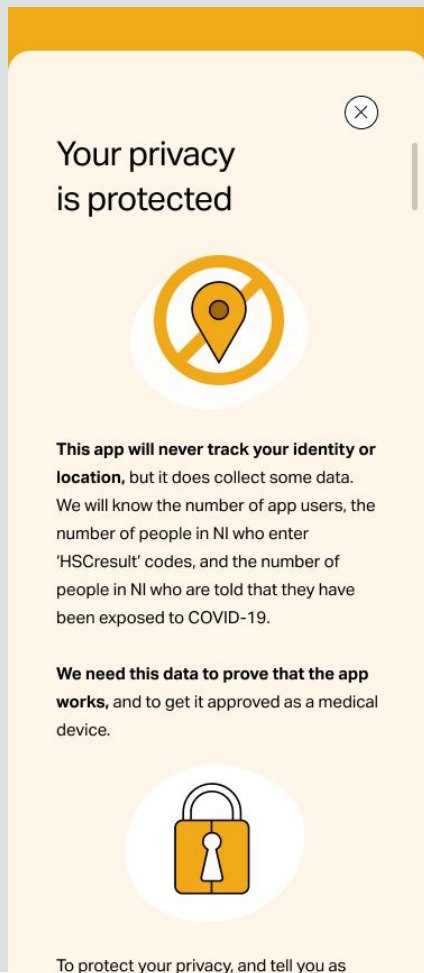 Your privacy
is protected
This app will never track your identity or
location, but it does collect some data.
We will know the number of app users, the
number of people in NI who enter
‘HSCresult’ codes, and the number of
people in NI who are told that they have
been exposed to COVID-19.
We need this data to prove that the app
works, and to get it approved as a medical
device.
To protect your privacy, and tell you as